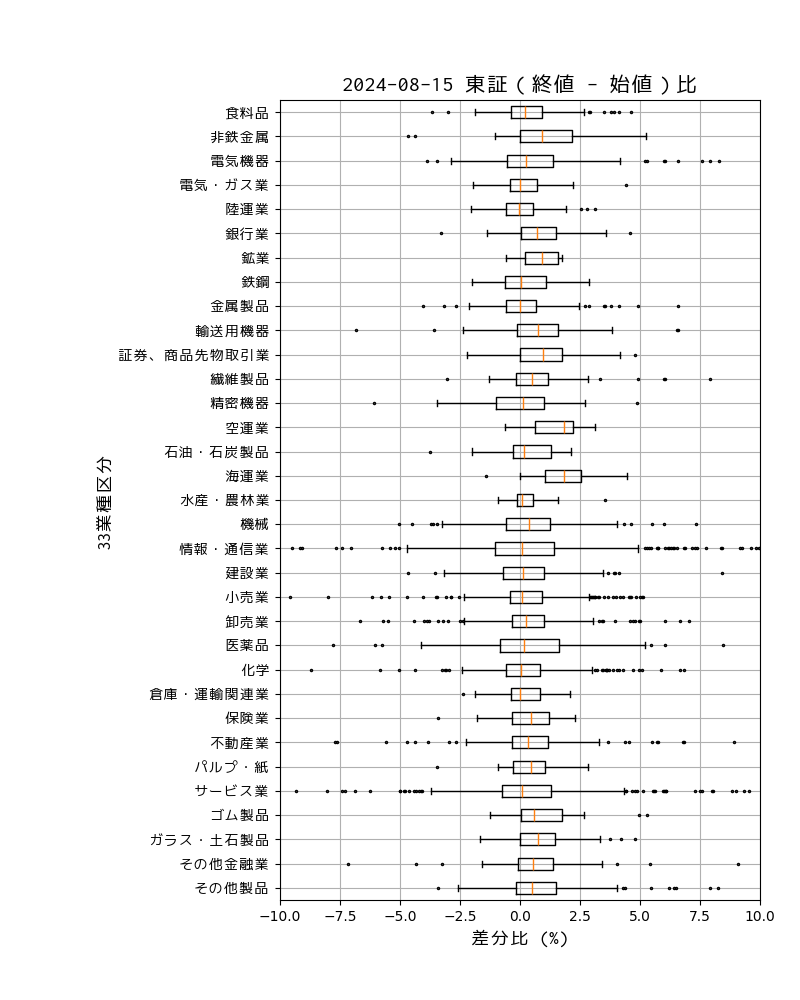 2024-08-15 東証 ( 終値 - 始値 ) 比
食料品
非鉄金属
電気機器
電気・ガス業
陸運業
銀行業
鉱業
鉄鋼
金属製品
輸送用機器
証券、商品先物取引業
繊維製品
精密機器
空運業
石油・石炭製品
海運業
水産・農林業
機械
情報・通信業
建設業
小売業
卸売業
医薬品
化学
倉庫・運輸関連業
保険業
不動産業
パルプ・紙
サービス業
ゴム製品
ガラス・土石製品
その他金融業
その他製品
33業種区分
−10.0 −7.5 −5.0 −2.5 0.0 2.5 5.0 7.5 10.0
差分比 (%)